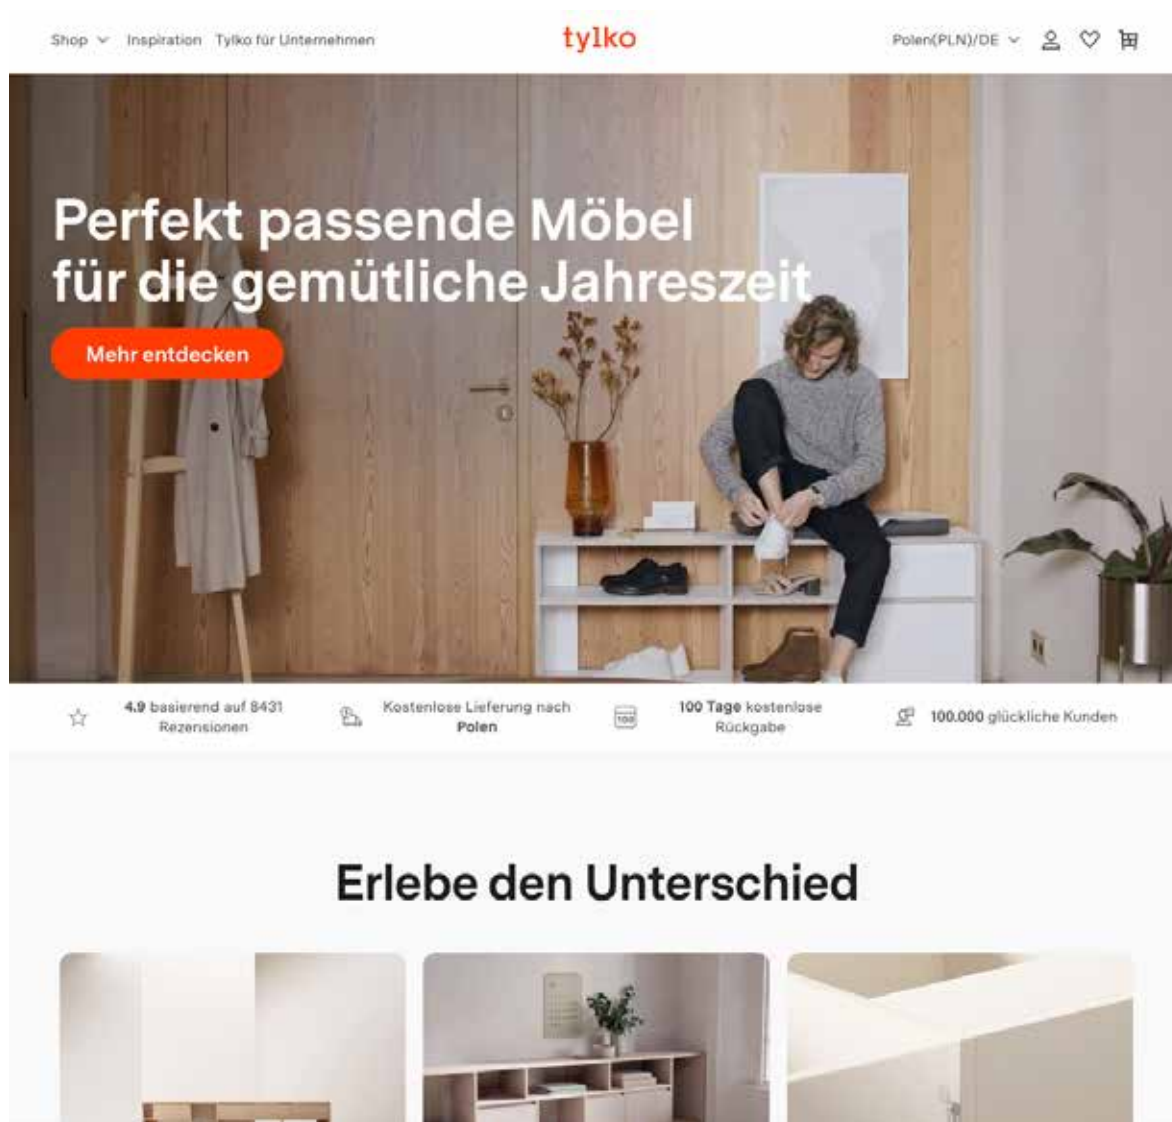 Shop
Inspiration
Tylko für Unternehmen
tylko
Polen(PLN)/DE
Perfekt passende Möbel
für die gemütliche Jahreszeit
Mehr entdecken
4.9 basierend auf 8431
Rezensionen
Kostenlose Lieferung nach
Polen
100
100 Tage kostenlose
Rückgabe
100.000 glückliche Kunden
Erlebe den Unterschied